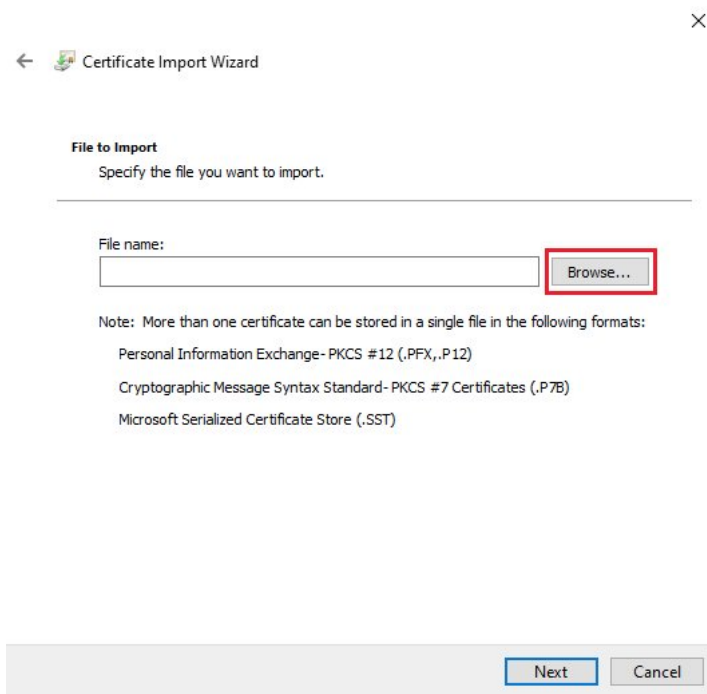 Certificate Import Wizard
File to Import
Specify the file you want to import.
File name:
Browse...
Note: More than one certificate can be stored in a single file in the following formats:
Personal Information Exchange- PKCS #12 (.PFX,.P12)
Cryptographic Message Syntax Standard- PKCS #7 Certificates (.P7B)
Microsoft Serialized Certificate Store (.SST)
Next Cancel